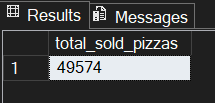 Results Messages
total_sold_pizzas
1 49574